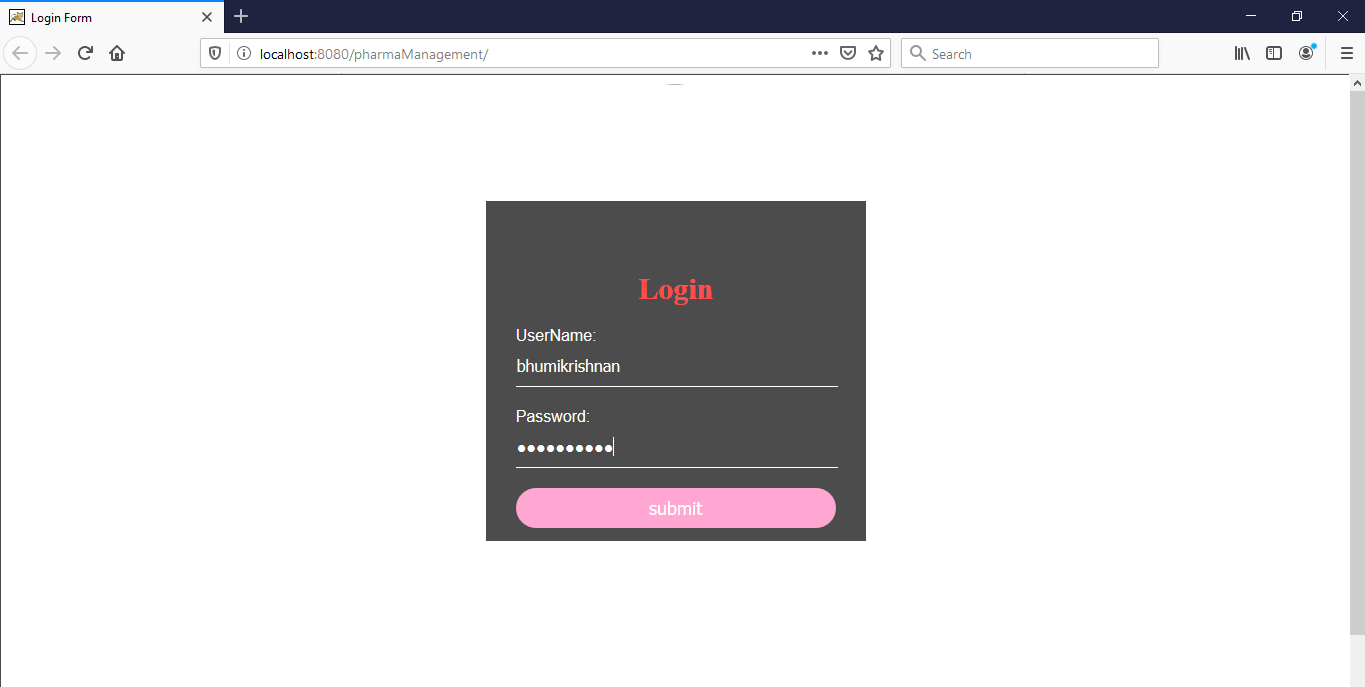 Login Form
localhost:8080/pharmaManagement/
Search
Login
UserName:
bhumikrishnan
Password:
●●●●●●●●●●
submit